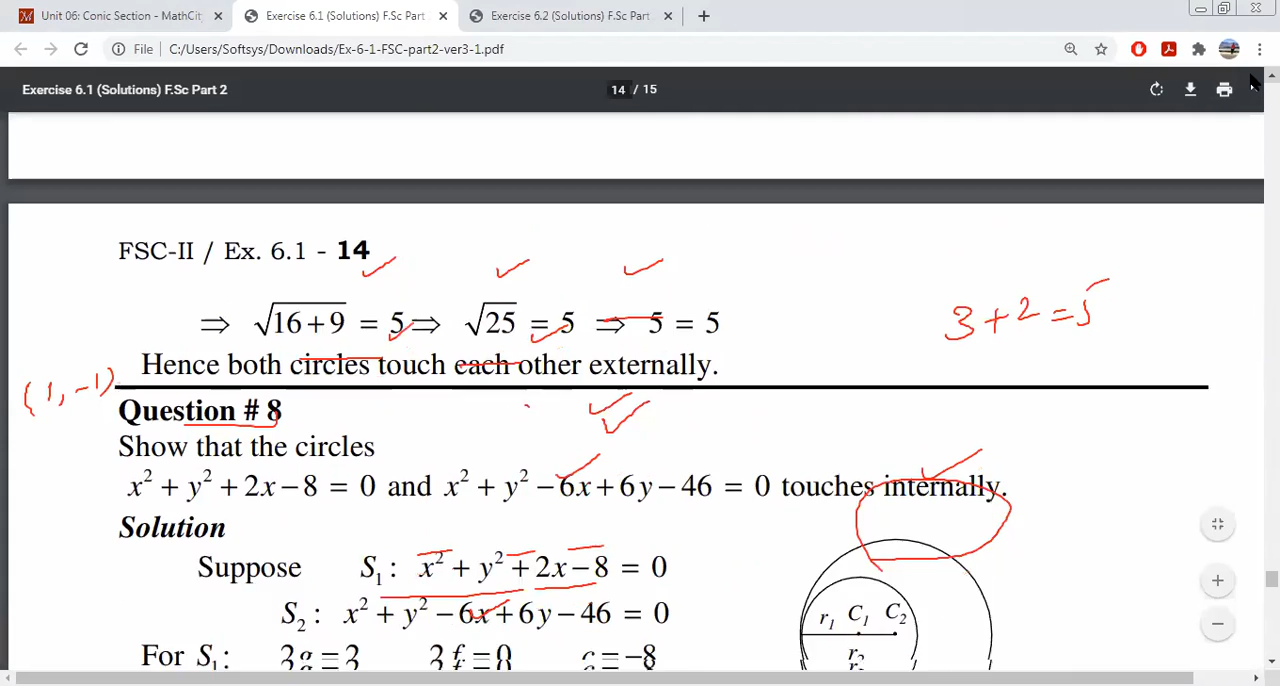 Unit 06: Conic Section - MathCit
Exercise 6.1 (Solutions) F.Sc Part
Exercise 6.2 (Solutions) F.Sc Part
File C:/Users/Softsys/Downloads/Ex-6-1-FSC-part2-ver3-1.pdf
Exercise 6.1 (Solutions) F.Sc Part 2
14 / 15
FSC-II / Ex. 6.1 - 14
⇒ √16+9 = 5 ⇒ √25 = 5 ⇒ 5 = 5
3+2=5
Hence both circles touch each other externally.
(1,-1)
Question # 8
Show that the circles
x² + y² + 2x − 8 = 0 and x² + y² − 6x + 6y − 46 = 0 touches internally.
Solution
Suppose S₁ : x² + y² + 2x − 8 = 0
S₂ : x² + y² − 6x + 6y − 46 = 0
r₁ C₁ C₂
For S₁ :